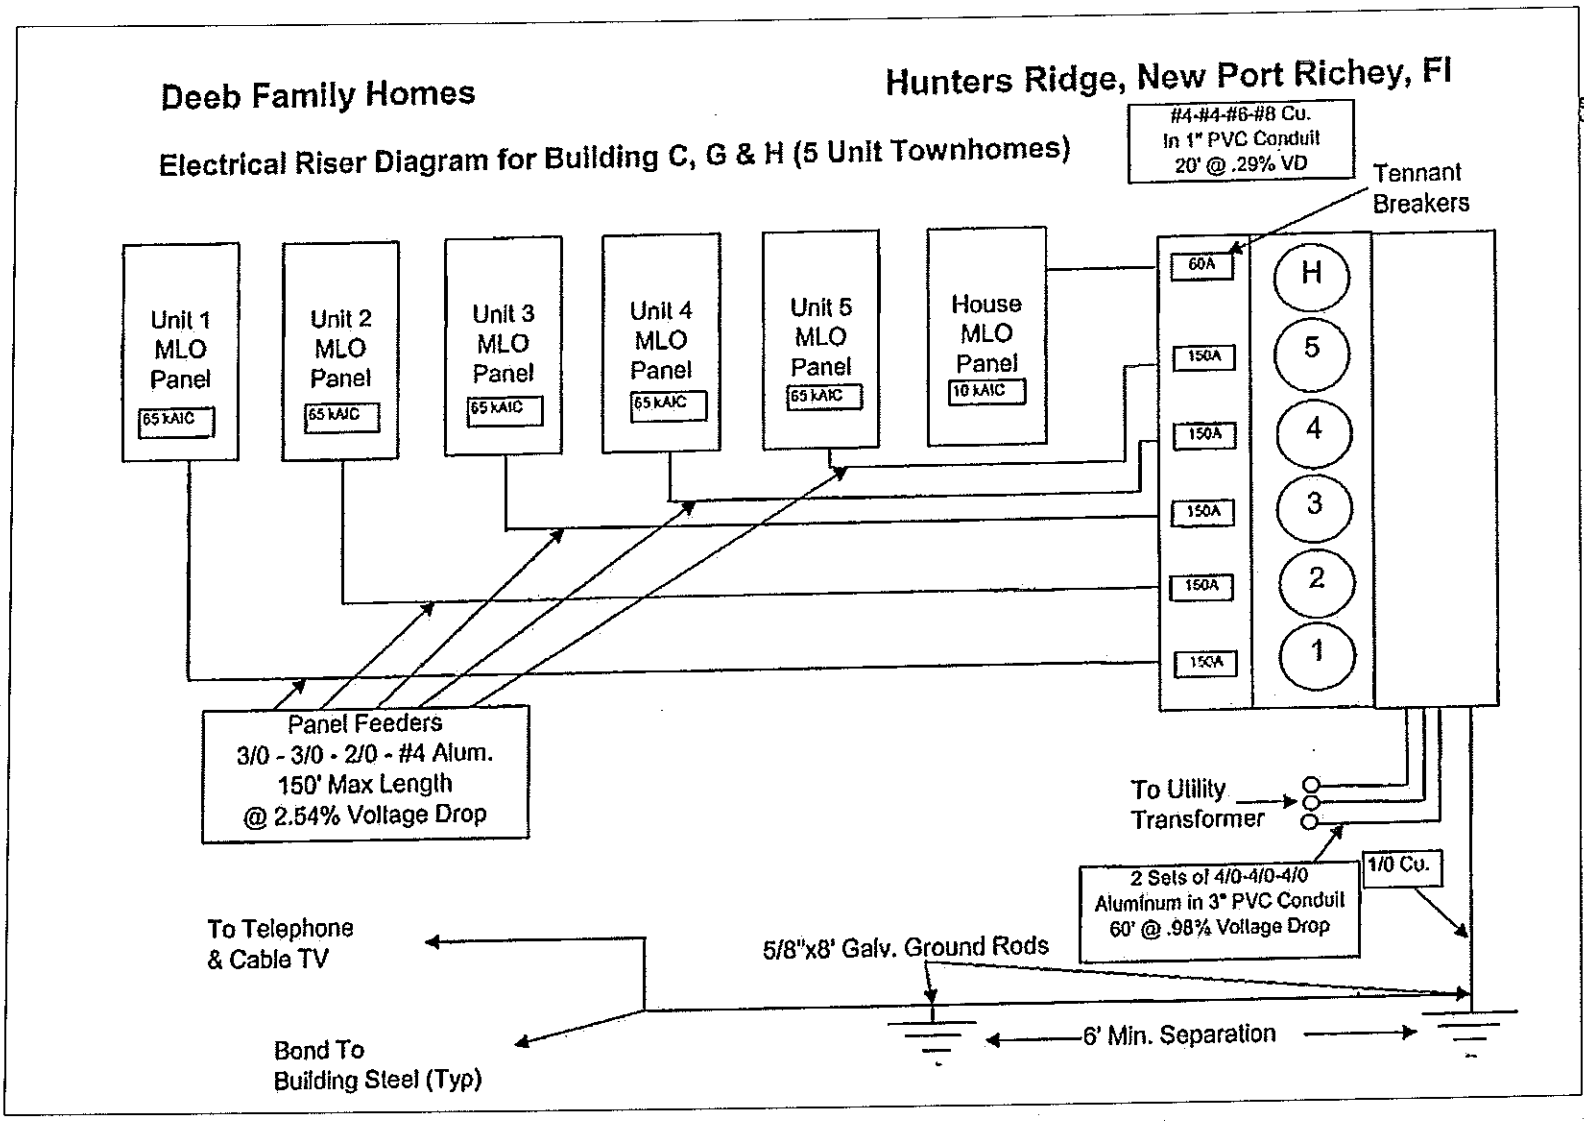 Deeb Family Homes
Hunters Ridge, New Port Richey, Fl
Electrical Riser Diagram for Building C, G & H (5 Unit Townhomes)
#4-#4-#6-#8 Cu.
In 1" PVC Conduit
20' @ .29% VD
Tennant
Breakers
Unit 1
MLO
Panel
65 kAIC
Unit 2
MLO
Panel
65 kAIC
Unit 3
MLO
Panel
65 kAIC
Unit 4
MLO
Panel
65 kAIC
Unit 5
MLO
Panel
65 kAIC
House
MLO
Panel
10 kAIC
60A
H
150A
5
150A
4
150A
3
150A
2
150A
1
Panel Feeders
3/0 - 3/0 - 2/0 - #4 Alum.
150' Max Length
@ 2.54% Voltage Drop
To Utility
Transformer
2 Sets of 4/0-4/0-4/0
Aluminum in 3" PVC Conduit
60' @ .98% Voltage Drop
1/0 Cu.
To Telephone
& Cable TV
5/8"x8' Galv. Ground Rods
6' Min. Separation
Bond To
Building Steel (Typ)